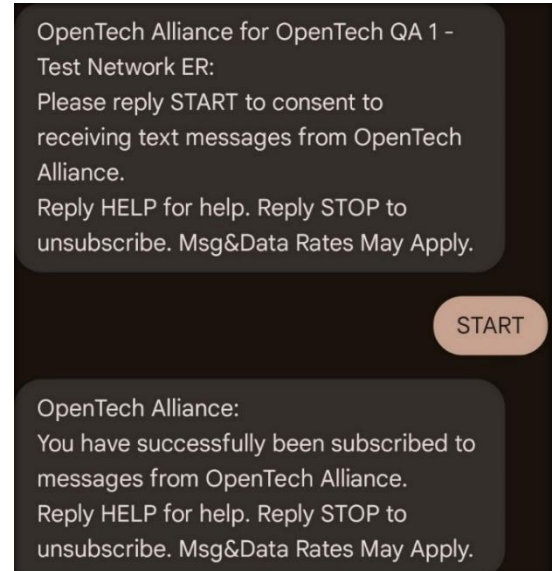 OpenTech Alliance for OpenTech QA 1 -
Test Network ER:
Please reply START to consent to
receiving text messages from OpenTech
Alliance.
Reply HELP for help. Reply STOP to
unsubscribe. Msg&Data Rates May Apply.
START
OpenTech Alliance:
You have successfully been subscribed to
messages from OpenTech Alliance.
Reply HELP for help. Reply STOP to
unsubscribe. Msg&Data Rates May Apply.